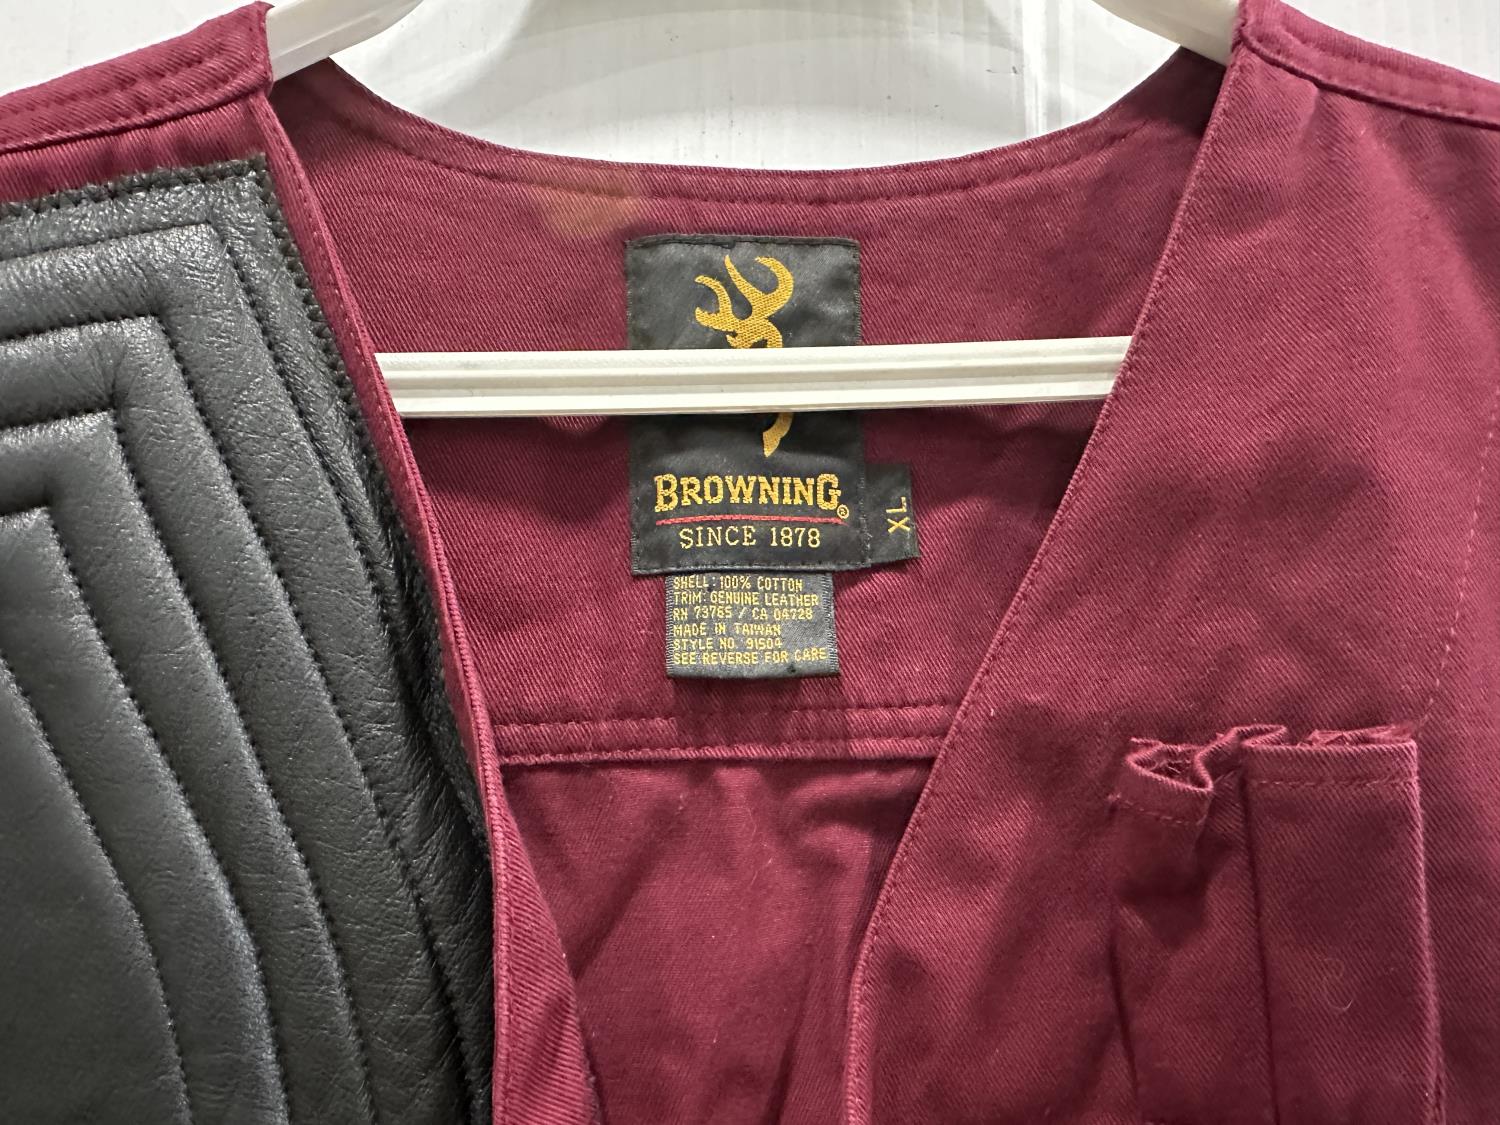 BROWNING®
SINCE 1878
XL
SHELL: 100% COTTON
TRIM: GENUINE LEATHER
RN 73765 / CA 04728
MADE IN TAIWAN
STYLE NO. 91504
SEE REVERSE FOR CARE